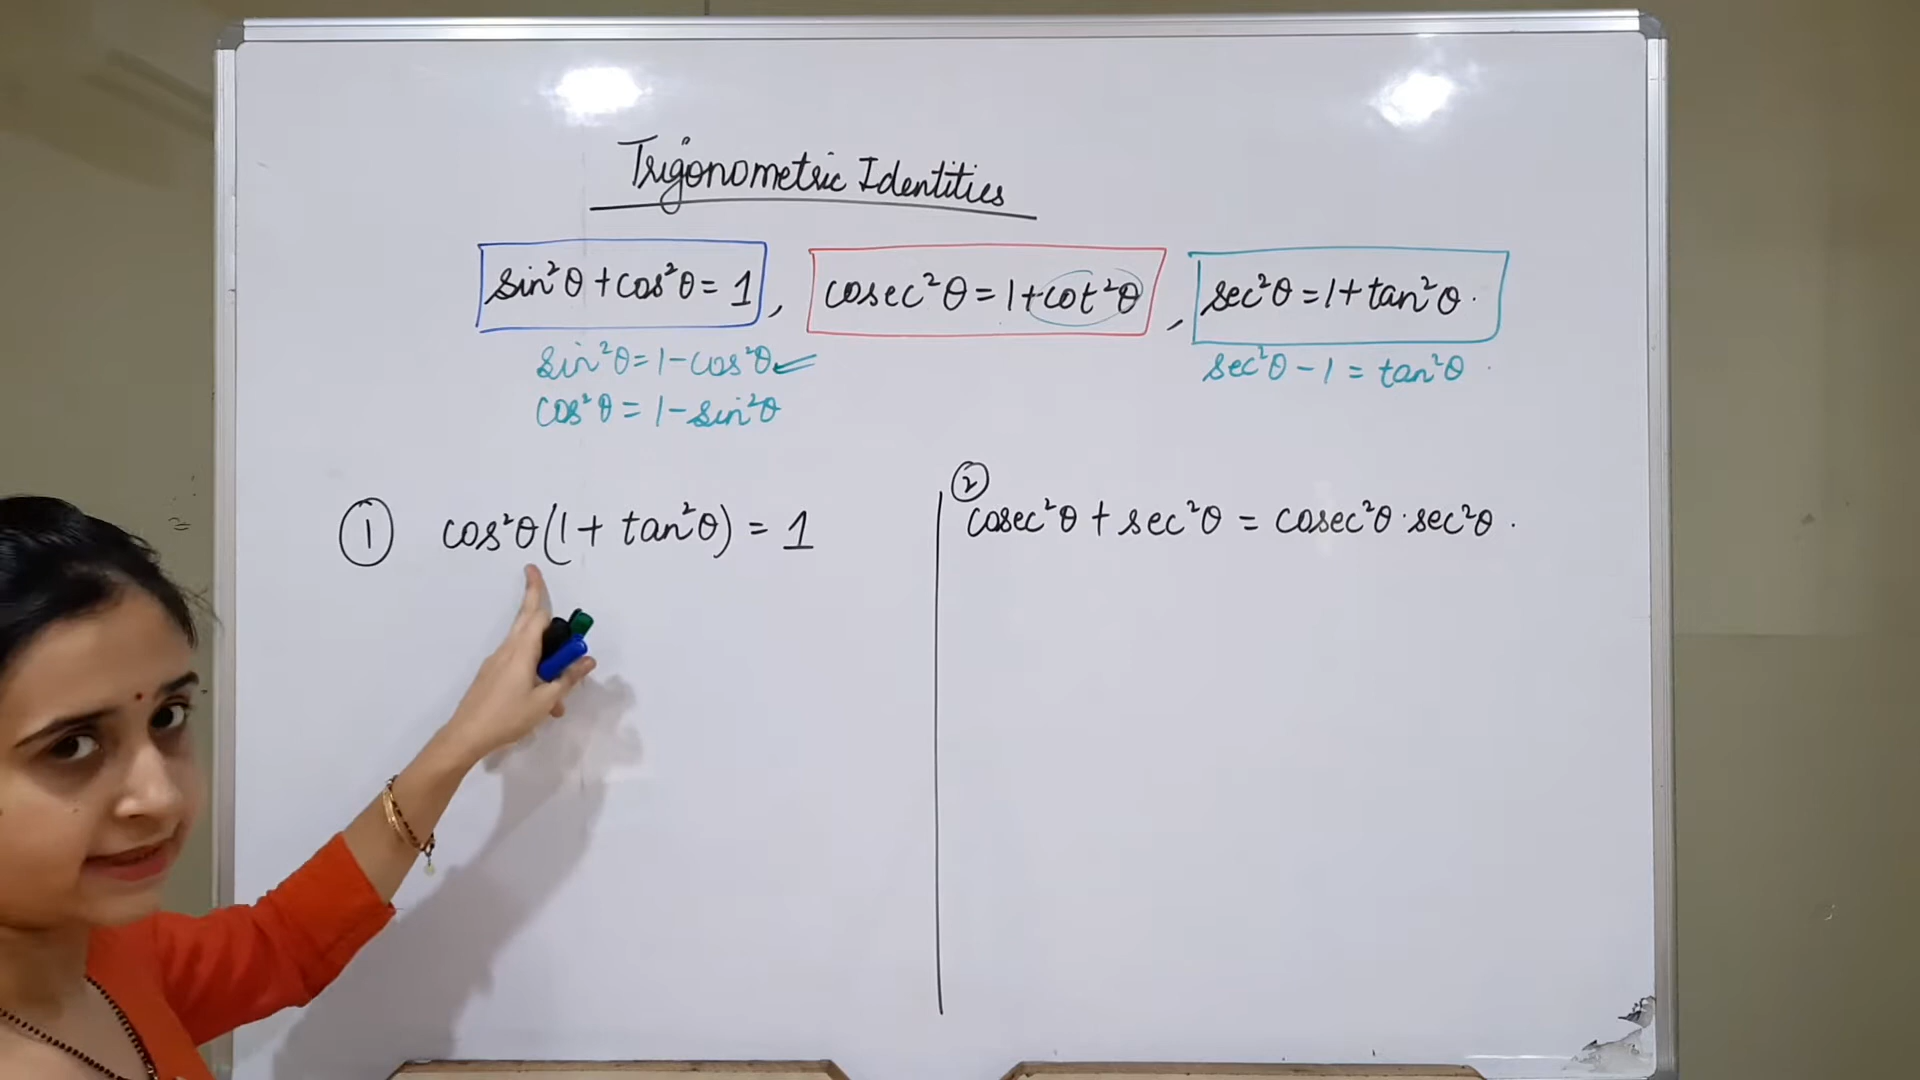 Trigonometric Identities
sin²θ + cos²θ = 1 , cosec²θ = 1 + cot²θ , sec²θ = 1 + tan²θ .
sin²θ = 1 - cos²θ sec²θ - 1 = tan²θ
cos²θ = 1 - sin²θ
① cos²θ (1 + tan²θ) = 1
② cosec²θ + sec²θ = cosec²θ · sec²θ .